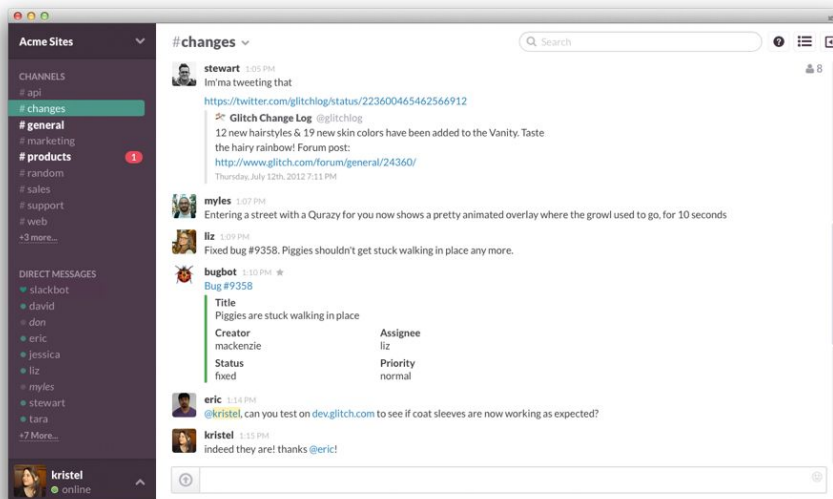 Acme Sites
CHANNELS
# api
# changes
# general
# marketing
# products 1
# random
# sales
# support
# web
+3 more...
DIRECT MESSAGES
slackbot
david
don
eric
jessica
liz
myles
stewart
tara
+7 More...
kristel
online
#changes
Search
?
8
stewart 1:05 PM
Im'ma tweeting that
https://twitter.com/glitchlog/status/223600465462566912
Glitch Change Log @glitchlog
12 new hairstyles & 19 new skin colors have been added to the Vanity. Taste
the hairy rainbow! Forum post:
http://www.glitch.com/forum/general/24360/
Thursday, July 12th, 2012 7:11 PM
myles 1:07 PM
Entering a street with a Qurazy for you now shows a pretty animated overlay where the growl used to go, for 10 seconds
liz 1:09 PM
Fixed bug #9358. Piggies shouldn't get stuck walking in place any more.
bugbot 1:10 PM
Bug #9358
Title
Piggies are stuck walking in place
Creator Assignee
mackenzie liz
Status Priority
fixed normal
eric 1:14 PM
@kristel, can you test on dev.glitch.com to see if coat sleeves are now working as expected?
kristel 1:15 PM
indeed they are! thanks @eric!